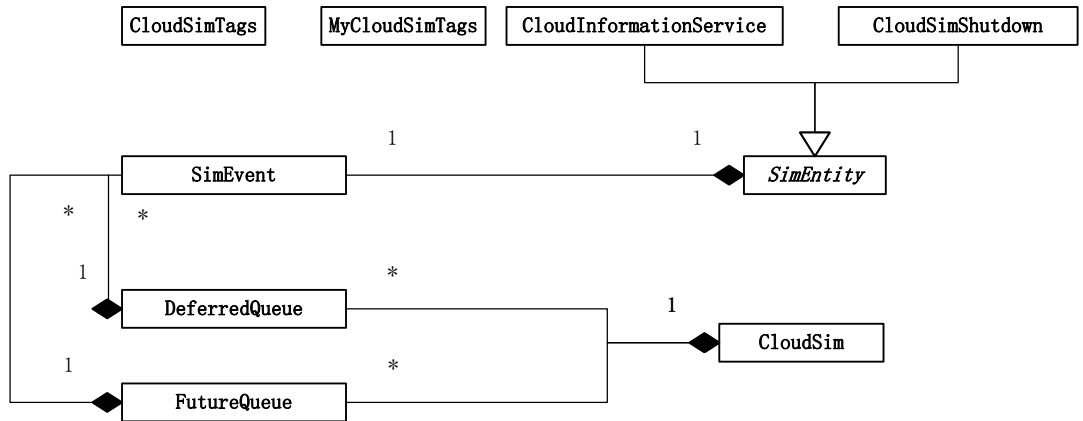 CloudSimTags
MyCloudSimTags
CloudInformationService
CloudSimShutdown
1
1
SimEvent
SimEntity
*
*
1
*
DeferredQueue
1
CloudSim
1
*
FutureQueue